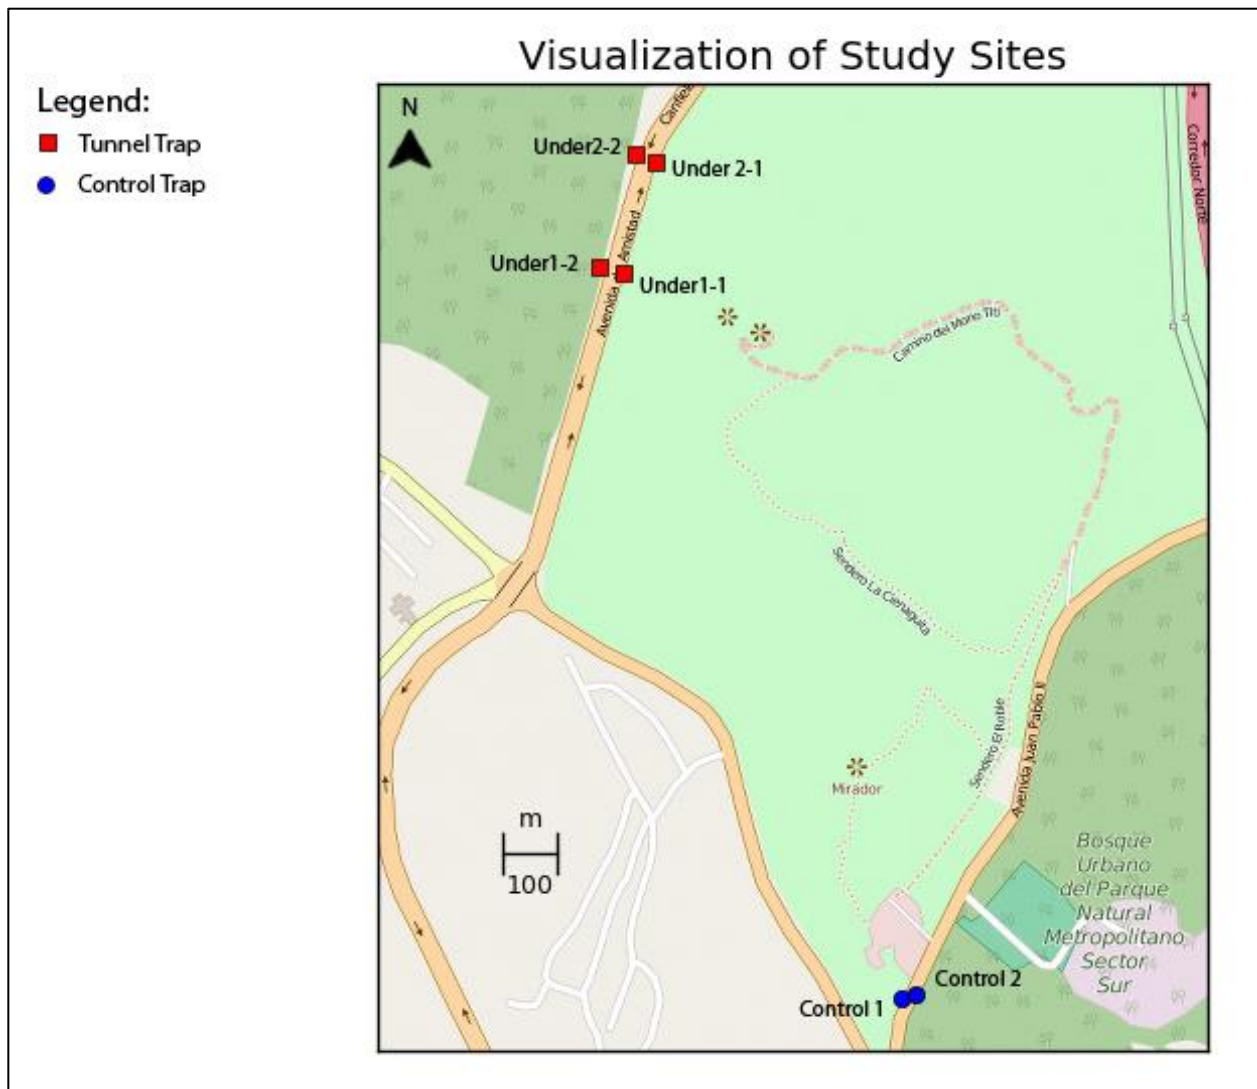 Visualization of Study Sites
Legend:
Tunnel Trap
Control Trap
N
Under2-2
Under 2-1
Under1-2
Under1-1
Avenida
Amistad
Corredor Norte
Camino del Mono Tití
Sendero La Cienaguita
Sendero El Roble
Avenida Juan Pablo II
Mirador
m
100
Bosque
Urbano
del Parque
Natural
Metropolitano
Sector
Sur
Control 2
Control 1